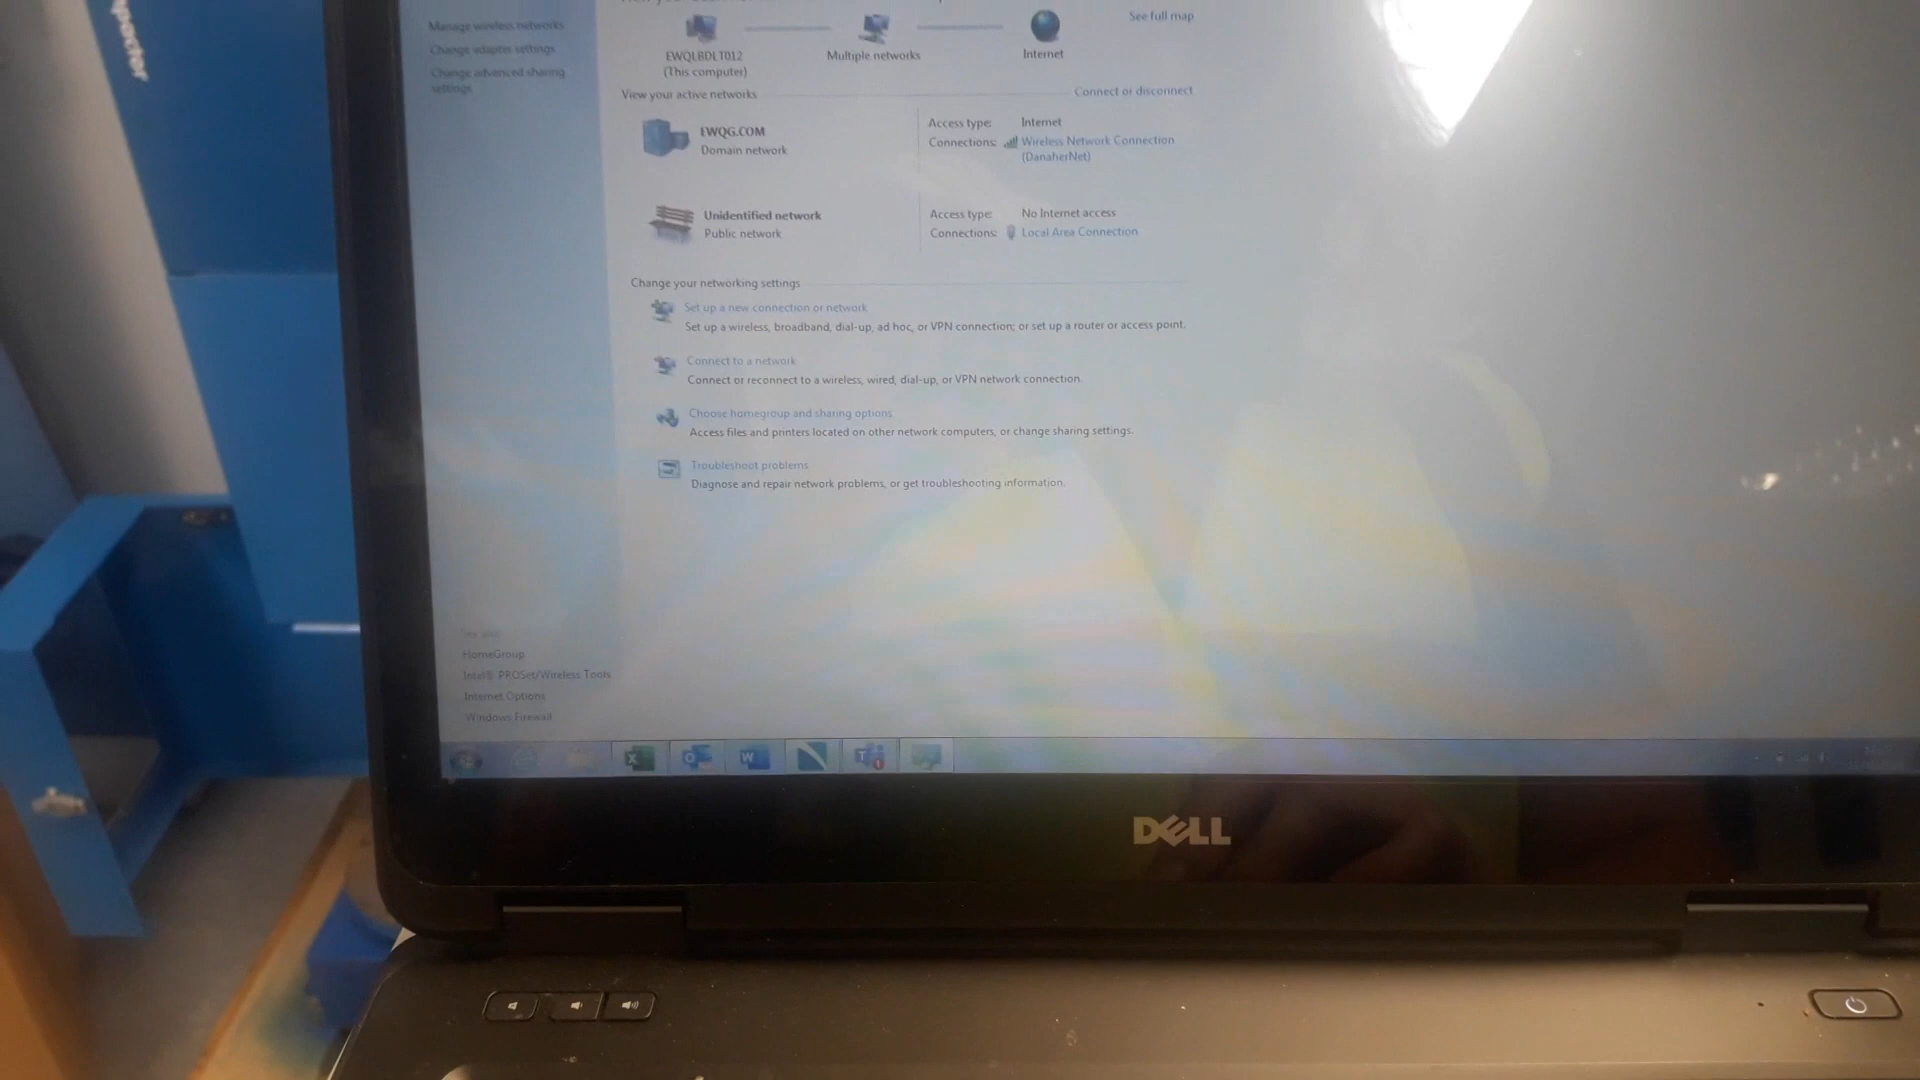 Manage wireless networks
Change adapter settings
Change advanced sharing
settings
See full map
EWQLBDLT012
(This computer)
Multiple networks
Internet
View your active networks
Connect or disconnect
EWQG.COM
Domain network
Access type: Internet
Connections: Wireless Network Connection
(DanaherNet)
Unidentified network
Public network
Access type: No Internet access
Connections: Local Area Connection
Change your networking settings
Set up a new connection or network
Set up a wireless, broadband, dial-up, ad hoc, or VPN connection; or set up a router or access point.
Connect to a network
Connect or reconnect to a wireless, wired, dial-up, or VPN network connection.
Choose homegroup and sharing options
Access files and printers located on other network computers, or change sharing settings.
Troubleshoot problems
Diagnose and repair network problems, or get troubleshooting information.
See also
HomeGroup
Intel® PROSet/Wireless Tools
Internet Options
Windows Firewall
DELL